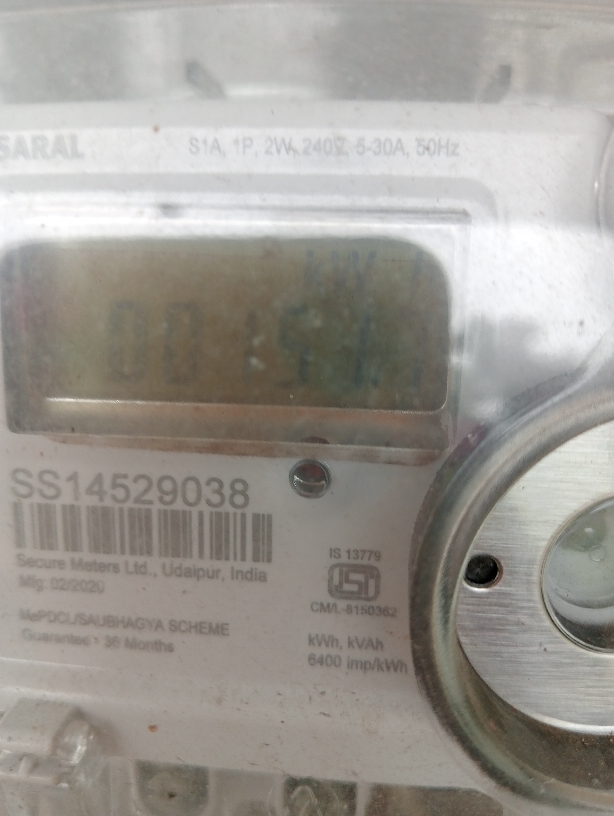 SARAL
S1A, 1P, 2W, 240V, 5-30A, 50Hz
SS14529038
Secure Meters Ltd., Udaipur, India
Mfg: 02/2020
MePDCL/SAUBHAGYA SCHEME
Guarantee : 36 Months
IS 13779
ISI
CM/L-8150362
kWh, kVAh
6400 imp/kWh